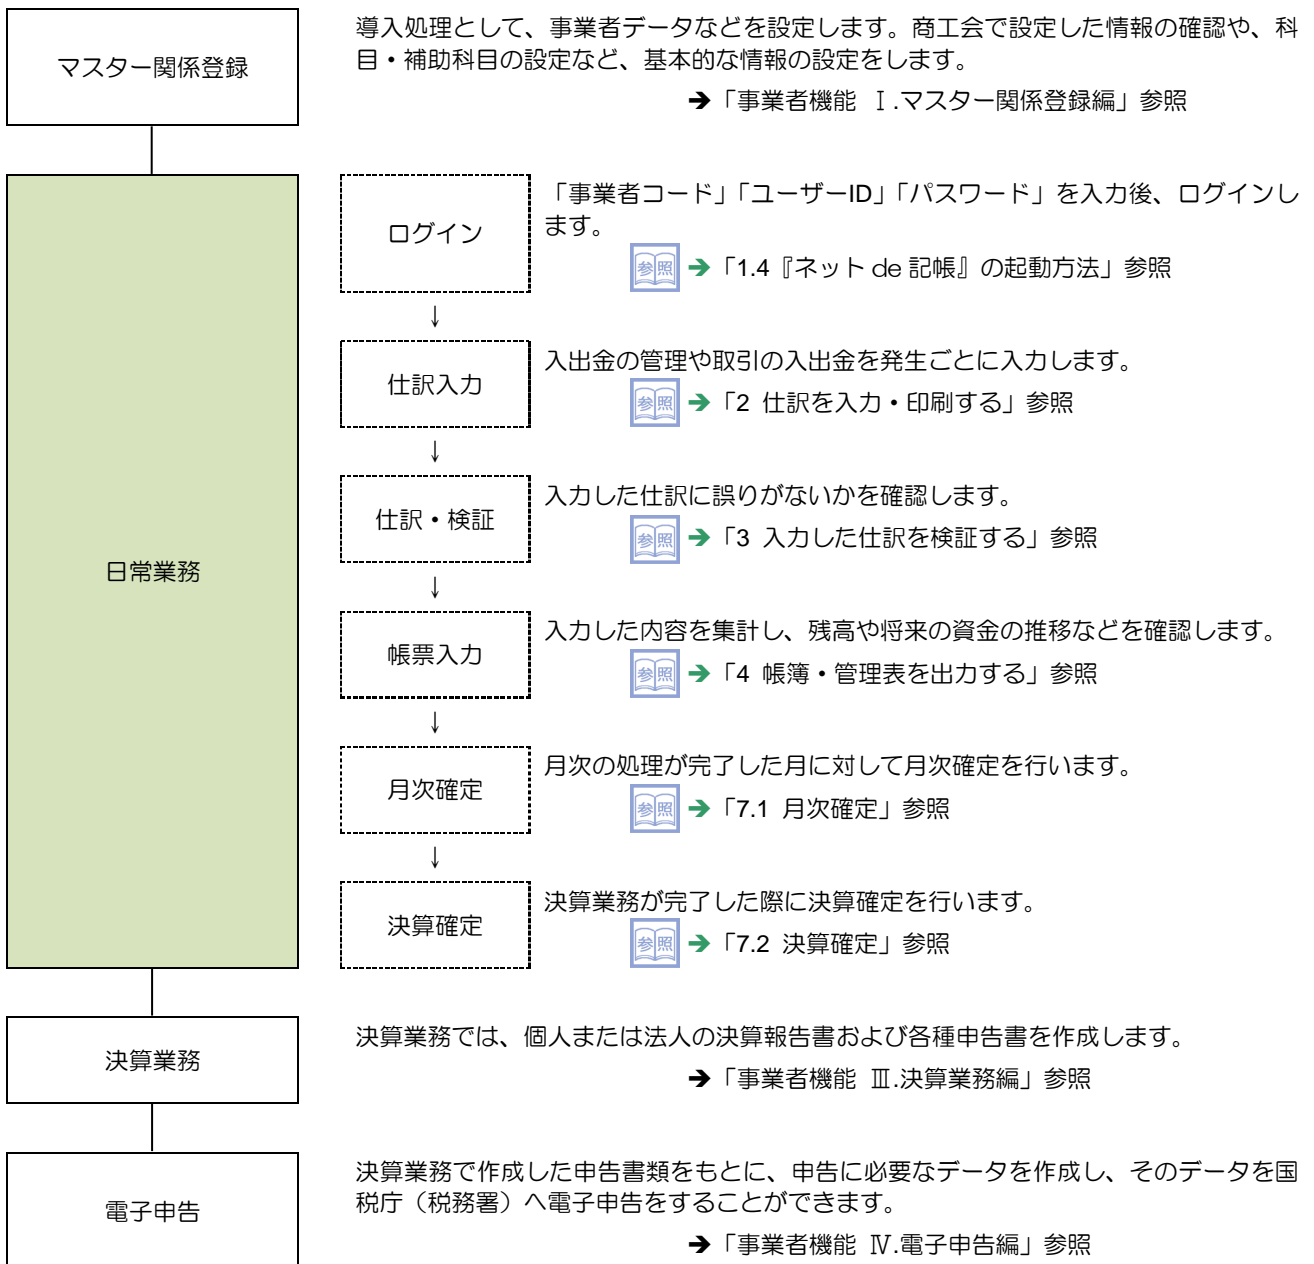 マスター関係登録
導入処理として、事業者データなどを設定します。商工会で設定した情報の確認や、科
目・補助科目の設定など、基本的な情報の設定をします。
➔「事業者機能 Ⅰ.マスター関係登録編」参照
日常業務
ログイン
「事業者コード」「ユーザーID」「パスワード」を入力後、ログインし
ます。
参照 ➔「1.4『ネット de 記帳』の起動方法」参照
↓
仕訳入力
入出金の管理や取引の入出金を発生ごとに入力します。
参照 ➔「2 仕訳を入力・印刷する」参照
↓
仕訳・検証
入力した仕訳に誤りがないかを確認します。
参照 ➔「3 入力した仕訳を検証する」参照
↓
帳票入力
入力した内容を集計し、残高や将来の資金の推移などを確認します。
参照 ➔「4 帳簿・管理表を出力する」参照
↓
月次確定
月次の処理が完了した月に対して月次確定を行います。
参照 ➔「7.1 月次確定」参照
↓
決算確定
決算業務が完了した際に決算確定を行います。
参照 ➔「7.2 決算確定」参照
決算業務
決算業務では、個人または法人の決算報告書および各種申告書を作成します。
➔「事業者機能 Ⅲ.決算業務編」参照
電子申告
決算業務で作成した申告書類をもとに、申告に必要なデータを作成し、そのデータを国
税庁（税務署）へ電子申告をすることができます。
➔「事業者機能 Ⅳ.電子申告編」参照